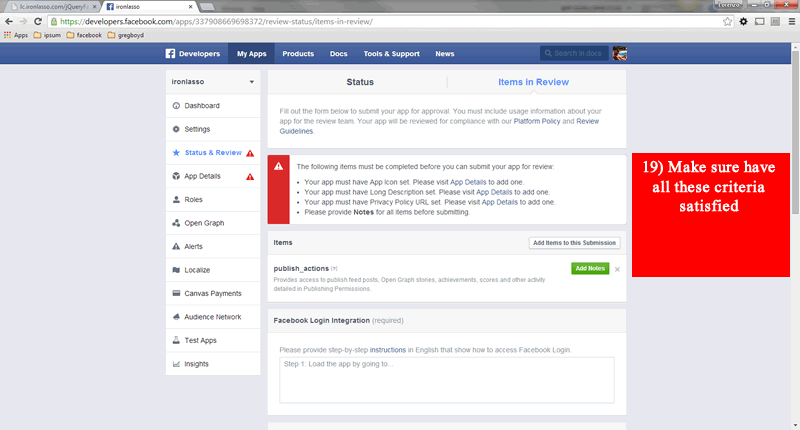 lc.ironlasso.com/jQueryFa
ironlasso
Lorenzo
https://developers.facebook.com/apps/337908669698372/review-status/items-in-review/
Apps
ipsum
facebook
gregboyd
Developers
My Apps
Products
Docs
Tools & Support
News
Search in docs
ironlasso
Dashboard
Settings
Status & Review
App Details
Roles
Open Graph
Alerts
Localize
Canvas Payments
Audience Network
Test Apps
Insights
Status
Items in Review
Fill out the form below to submit your app for approval. You must include usage information about your
app for the review team. Your app will be reviewed for compliance with our Platform Policy and Review
Guidelines.
The following items must be completed before you can submit your app for review:
• Your app must have App Icon set. Please visit App Details to add one.
• Your app must have Long Description set. Please visit App Details to add one.
• Your app must have Privacy Policy URL set. Please visit App Details to add one.
• Please provide Notes for all items before submitting.
Items
Add Items to this Submission
publish_actions [?]
Add Notes
Provides access to publish feed posts, Open Graph stories, achievements, scores and other activity
detailed in Publishing Permissions.
Facebook Login Integration (required)
Please provide step-by-step instructions in English that show how to access Facebook Login.
Step 1: Load the app by going to...
19) Make sure have
all these criteria
satisfied